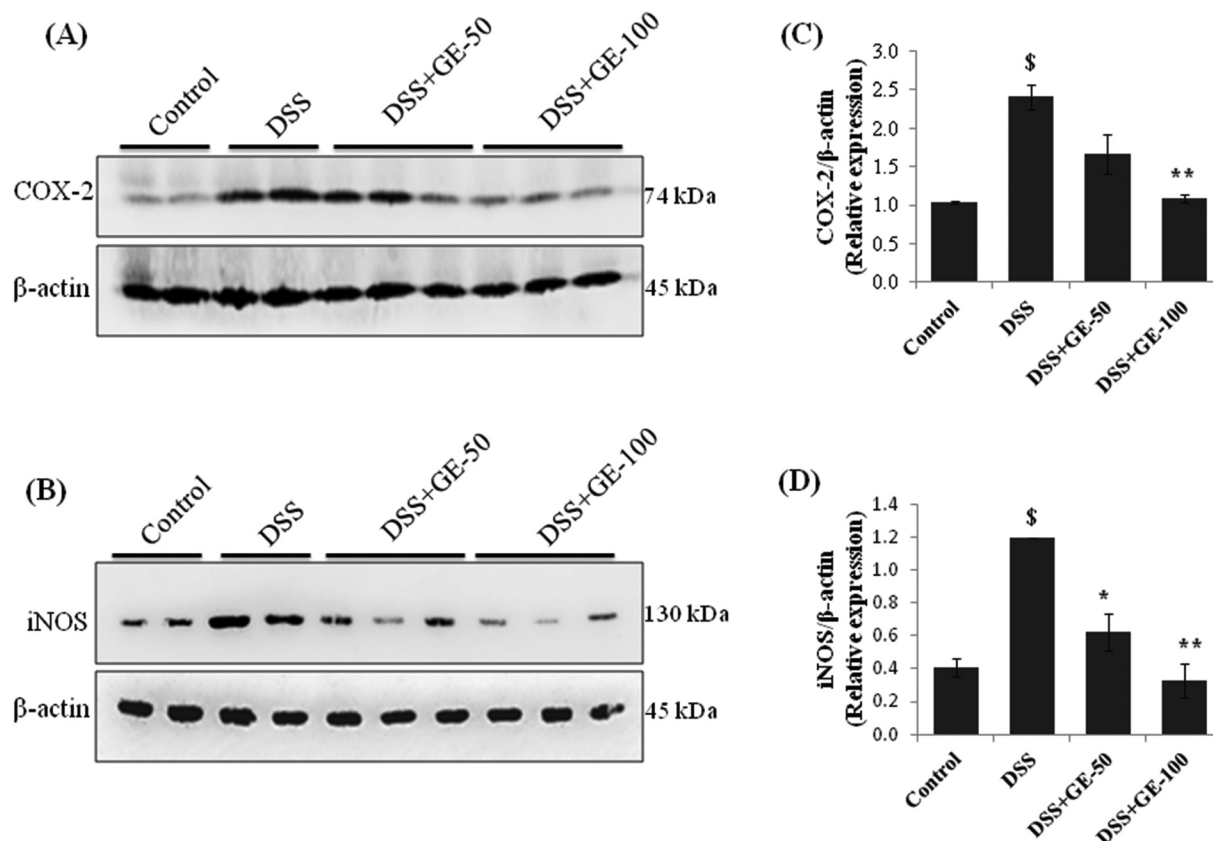 (A)
Control
DSS
DSS+GE-50
DSS+GE-100
COX-2
74 kDa
β-actin
45 kDa
(B)
Control
DSS
DSS+GE-50
DSS+GE-100
iNOS
130 kDa
β-actin
45 kDa
(C)
COX-2/β-actin
(Relative expression)
3.0
2.5
2.0
1.5
1.0
0.5
0.0
$
**
Control
DSS
DSS+GE-50
DSS+GE-100
(D)
iNOS/β-actin
(Relative expression)
1.4
1.2
1.0
0.8
0.6
0.4
0.2
0.0
$
*
**
Control
DSS
DSS+GE-50
DSS+GE-100